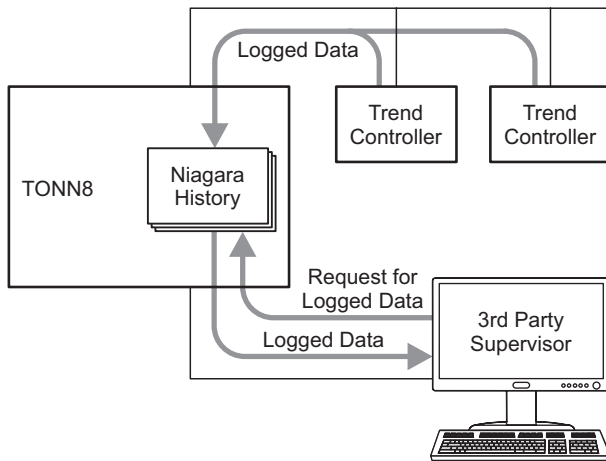 Logged Data
Trend
Controller
Trend
Controller
TONN8
Niagara
History
Request for
Logged Data
3rd Party
Supervisor
Logged Data